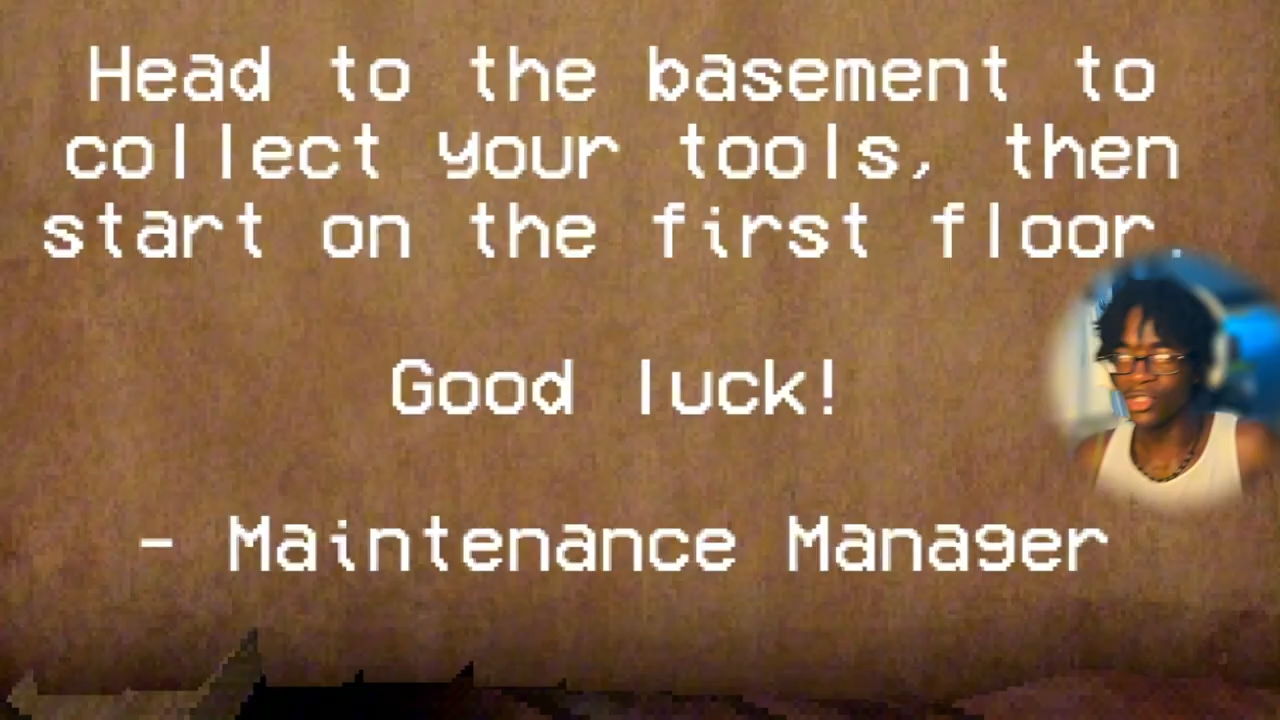 Head to the basement to
collect your tools, then
start on the first floor.
Good luck!
- Maintenance Manager